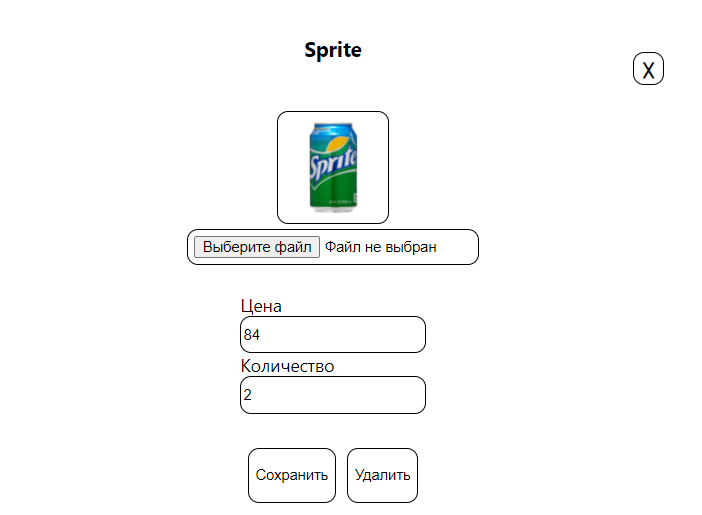 Sprite
X
Sprite
Выберите файл Файл не выбран
Цена
84
Количество
2
Сохранить Удалить